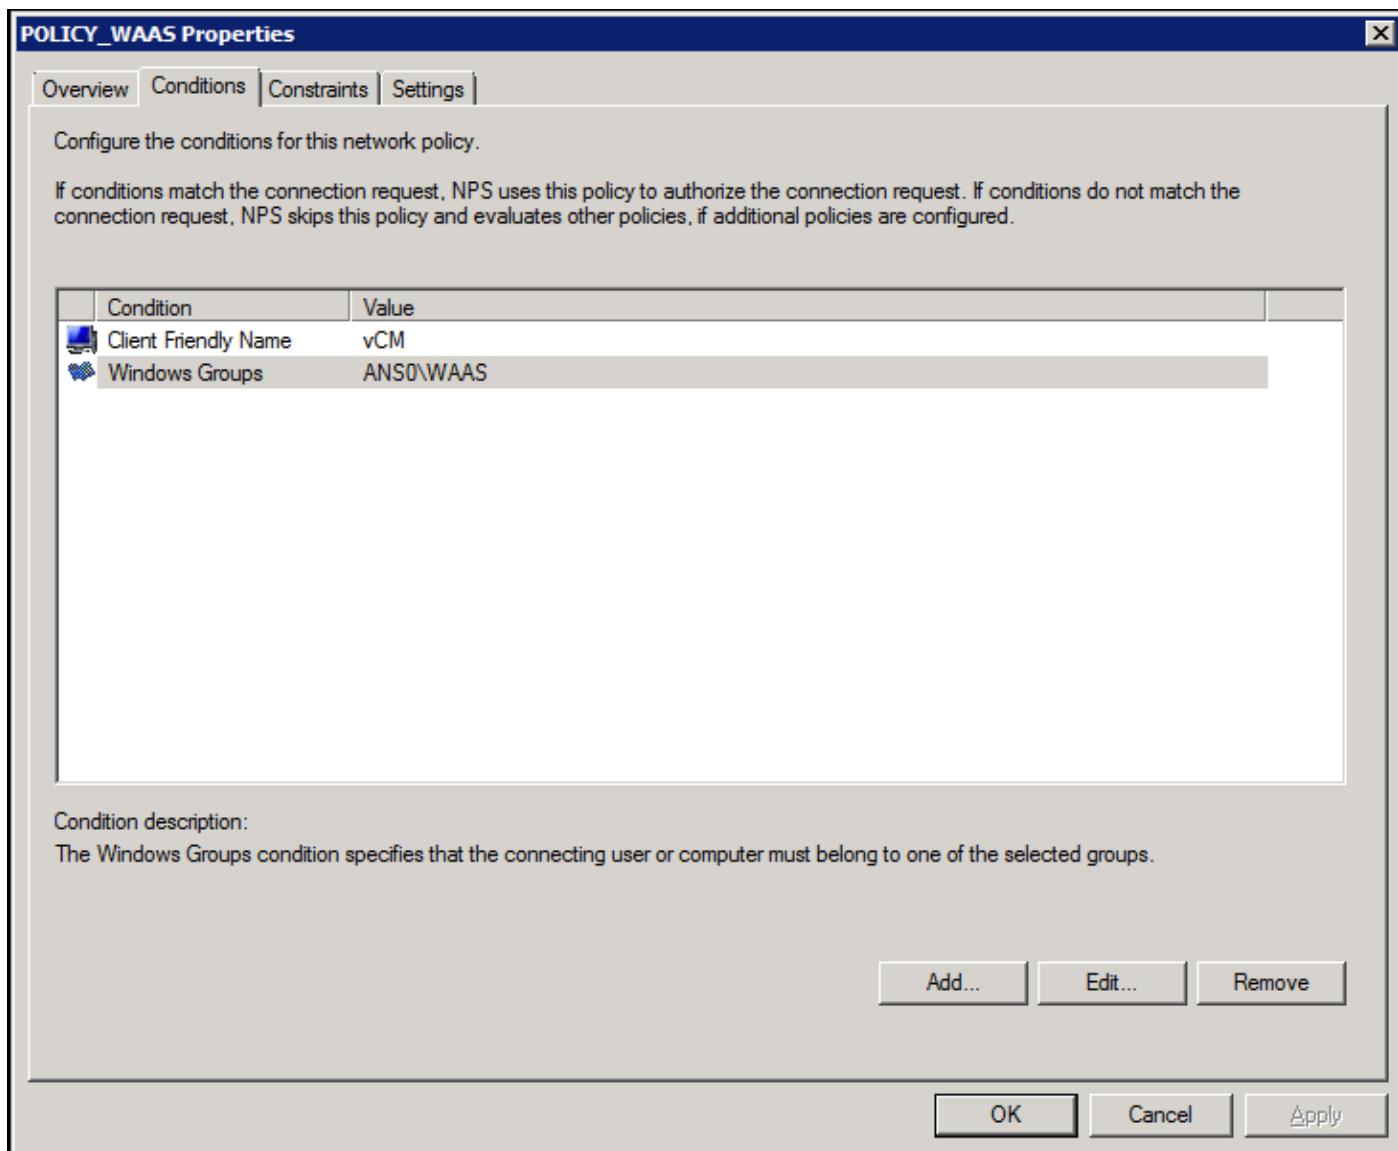 POLICY_WAAS Properties
Overview Conditions Constraints Settings
Configure the conditions for this network policy.
If conditions match the connection request, NPS uses this policy to authorize the connection request. If conditions do not match the
connection request, NPS skips this policy and evaluates other policies, if additional policies are configured.
Condition Value
Client Friendly Name vCM
Windows Groups ANS0\WAAS
Condition description:
The Windows Groups condition specifies that the connecting user or computer must belong to one of the selected groups.
Add... Edit... Remove
OK Cancel Apply